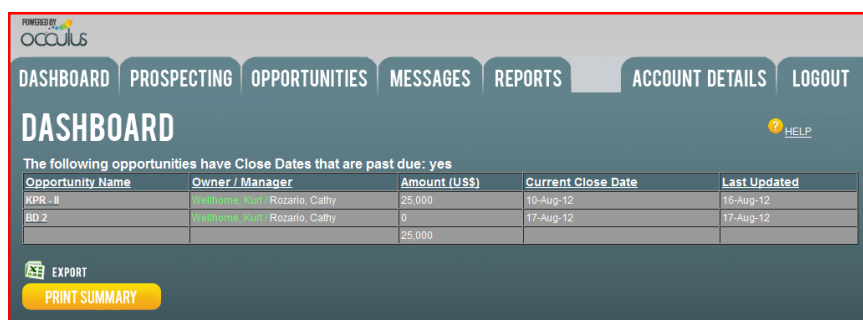 POWERED BY
occulus
DASHBOARD PROSPECTING OPPORTUNITIES MESSAGES REPORTS ACCOUNT DETAILS LOGOUT
DASHBOARD
? HELP
The following opportunities have Close Dates that are past due: yes
Opportunity Name Owner / Manager Amount (US$) Current Close Date Last Updated
KPR - II Wellhorne, Kurt / Rozario, Cathy 25,000 10-Aug-12 16-Aug-12
BD 2 Wellhorne, Kurt / Rozario, Cathy 0 17-Aug-12 17-Aug-12
25,000
EXPORT
PRINT SUMMARY